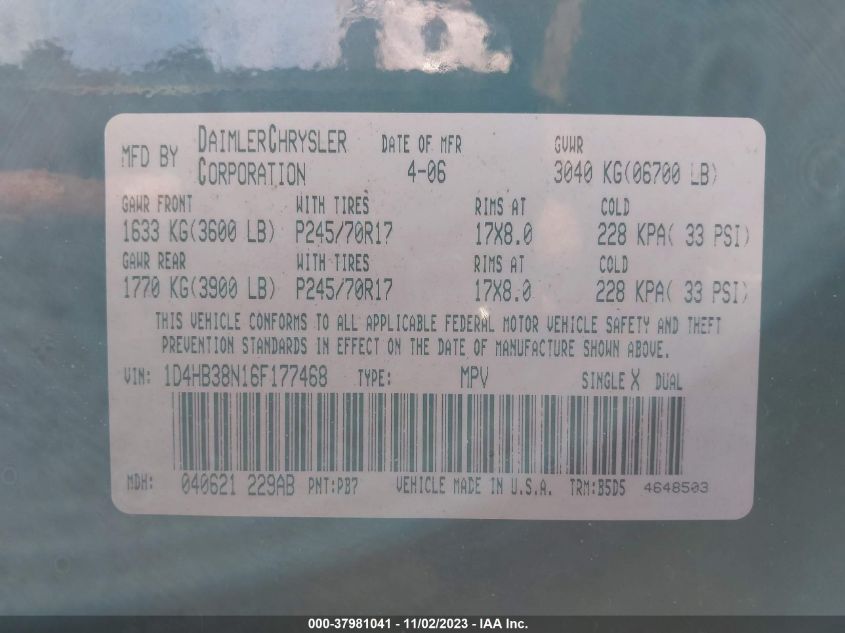 MFD BY DAIMLERCHRYSLER CORPORATION DATE OF MFR 4-06 GVWR 3040 KG(06700 LB)
GAWR FRONT WITH TIRES RIMS AT COLD
1633 KG(3600 LB) P245/70R17 17X8.0 228 KPA( 33 PSI)
GAWR REAR WITH TIRES RIMS AT COLD
1770 KG(3900 LB) P245/70R17 17X8.0 228 KPA( 33 PSI)
THIS VEHICLE CONFORMS TO ALL APPLICABLE FEDERAL MOTOR VEHICLE SAFETY AND THEFT
PREVENTION STANDARDS IN EFFECT ON THE DATE OF MANUFACTURE SHOWN ABOVE.
VIN: 1D4HB38N16F177468 TYPE: MPV SINGLE X DUAL
MDH: 040621 229AB PNT:PB7 VEHICLE MADE IN U.S.A. TRM:B5D5 4648503
000-37981041 - 11/02/2023 - IAA Inc.